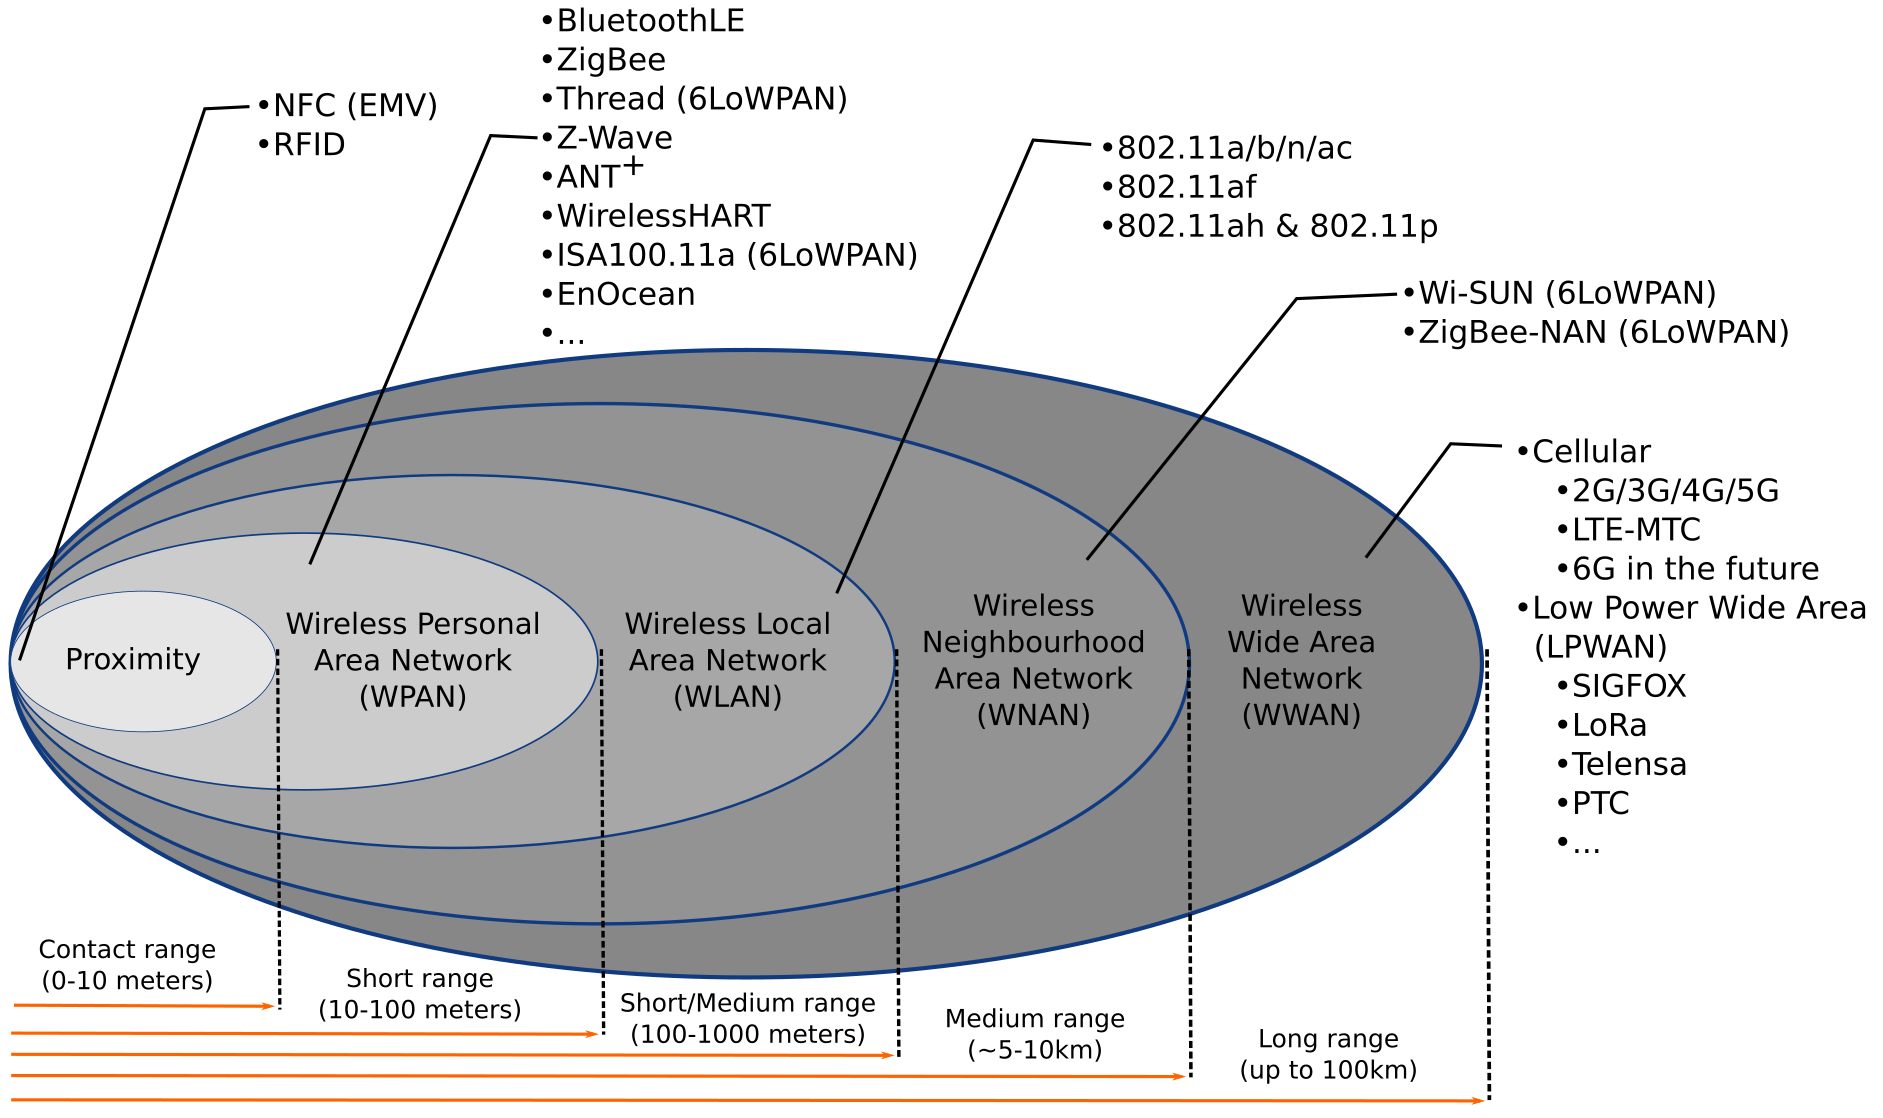 •NFC (EMV)
•RFID
•BluetoothLE
•ZigBee
•Thread (6LoWPAN)
•Z-Wave
•ANT+
•WirelessHART
•ISA100.11a (6LoWPAN)
•EnOcean
•...
•802.11a/b/n/ac
•802.11af
•802.11ah & 802.11p
•Wi-SUN (6LoWPAN)
•ZigBee-NAN (6LoWPAN)
•Cellular
•2G/3G/4G/5G
•LTE-MTC
•6G in the future
•Low Power Wide Area
(LPWAN)
•SIGFOX
•LoRa
•Telensa
•PTC
•...
Proximity
Wireless Personal
Area Network
(WPAN)
Wireless Local
Area Network
(WLAN)
Wireless
Neighbourhood
Area Network
(WNAN)
Wireless
Wide Area
Network
(WWAN)
Contact range
(0-10 meters)
Short range
(10-100 meters)
Short/Medium range
(100-1000 meters)
Medium range
(~5-10km)
Long range
(up to 100km)